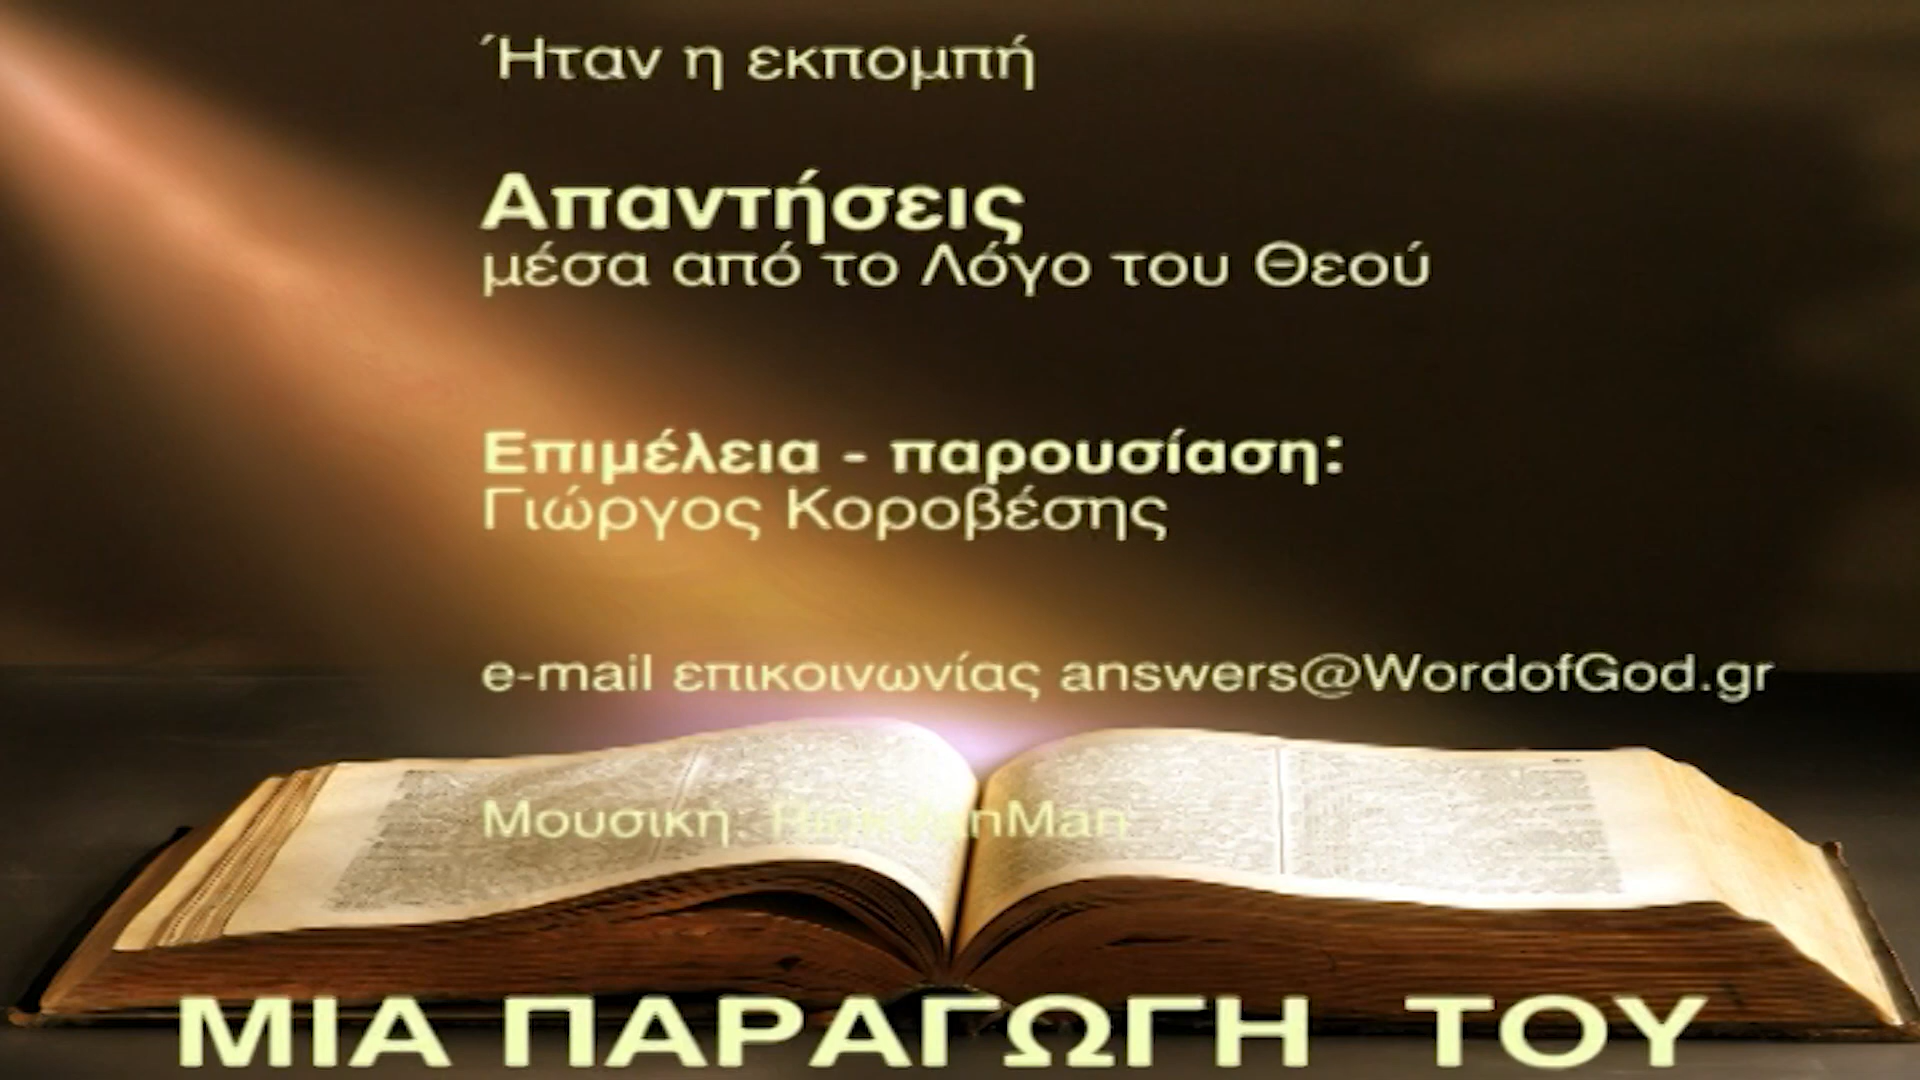 Ήταν η εκπομπή
Απαντήσεις
μέσα από το Λόγο του Θεού
Επιμέλεια - παρουσίαση:
Γιώργος Κοροβέσης
e-mail επικοινωνίας answers@WordofGod.gr
Μουσικη:
ΜΙΑ ΠΑΡΑΓΩΓΗ ΤΟΥ